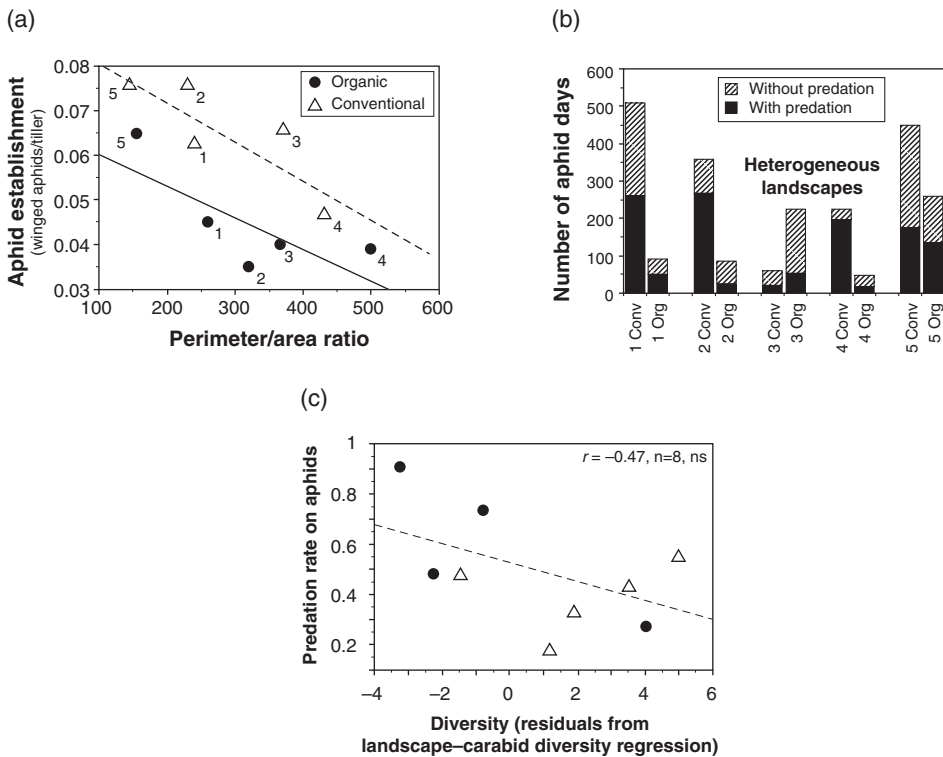 (a)
Aphid establishment
(winged aphids/tiller)
0.08
0.07
0.06
0.05
0.04
0.03
Organic
Conventional
5
2
3
1
5
4
1
2
3
4
100
200
300
400
500
600
Perimeter/area ratio
(b)
Number of aphid days
600
500
400
300
200
100
0
Without predation
With predation
Heterogeneous
landscapes
1 Conv
1 Org
2 Conv
2 Org
3 Conv
3 Org
4 Conv
4 Org
5 Conv
5 Org
(c)
Predation rate on aphids
1
0.8
0.6
0.4
0.2
r = –0.47, n=8, ns
–4
–2
0
2
4
6
Diversity (residuals from
landscape–carabid diversity regression)